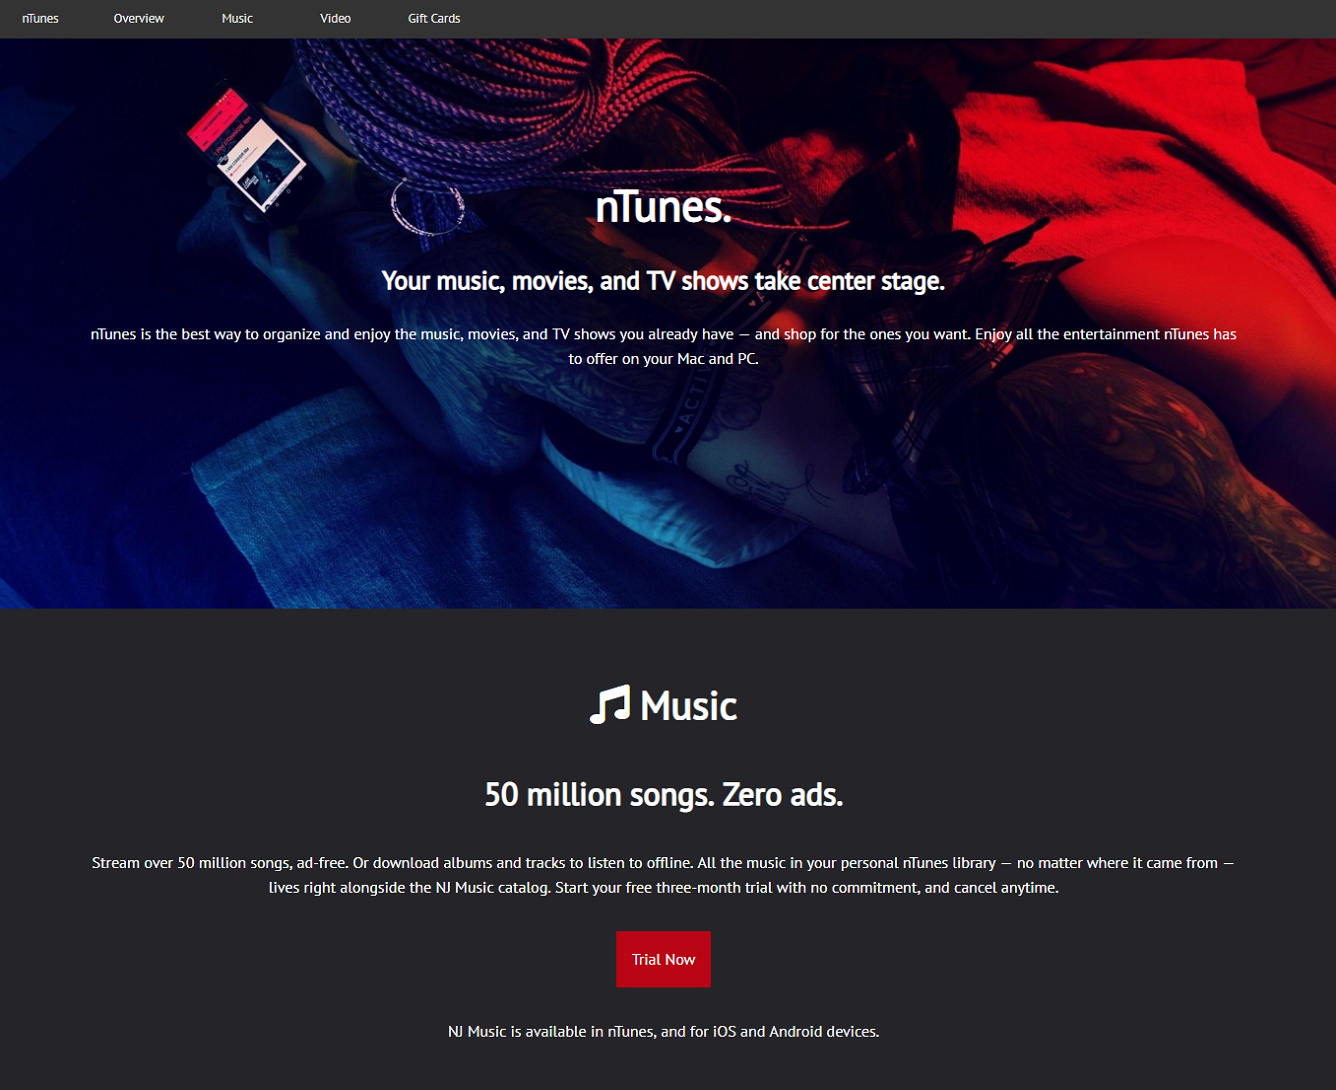 nTunes Overview Music Video Gift Cards
nTunes.
Your music, movies, and TV shows take center stage.
nTunes is the best way to organize and enjoy the music, movies, and TV shows you already have — and shop for the ones you want. Enjoy all the entertainment nTunes has
to offer on your Mac and PC.
♥ACTIV
Music
50 million songs. Zero ads.
Stream over 50 million songs, ad-free. Or download albums and tracks to listen to offline. All the music in your personal nTunes library — no matter where it came from —
lives right alongside the NJ Music catalog. Start your free three-month trial with no commitment, and cancel anytime.
Trial Now
NJ Music is available in nTunes, and for iOS and Android devices.